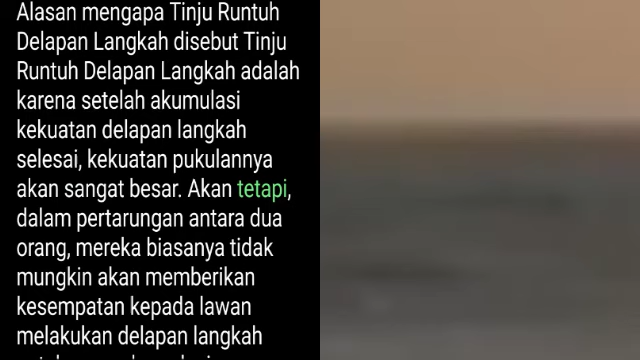 Alasan mengapa Tinju Runtuh
Delapan Langkah disebut Tinju
Runtuh Delapan Langkah adalah
karena setelah akumulasi
kekuatan delapan langkah
selesai, kekuatan pukulannya
akan sangat besar. Akan tetapi,
dalam pertarungan antara dua
orang, mereka biasanya tidak
mungkin akan memberikan
kesempatan kepada lawan
melakukan delapan langkah